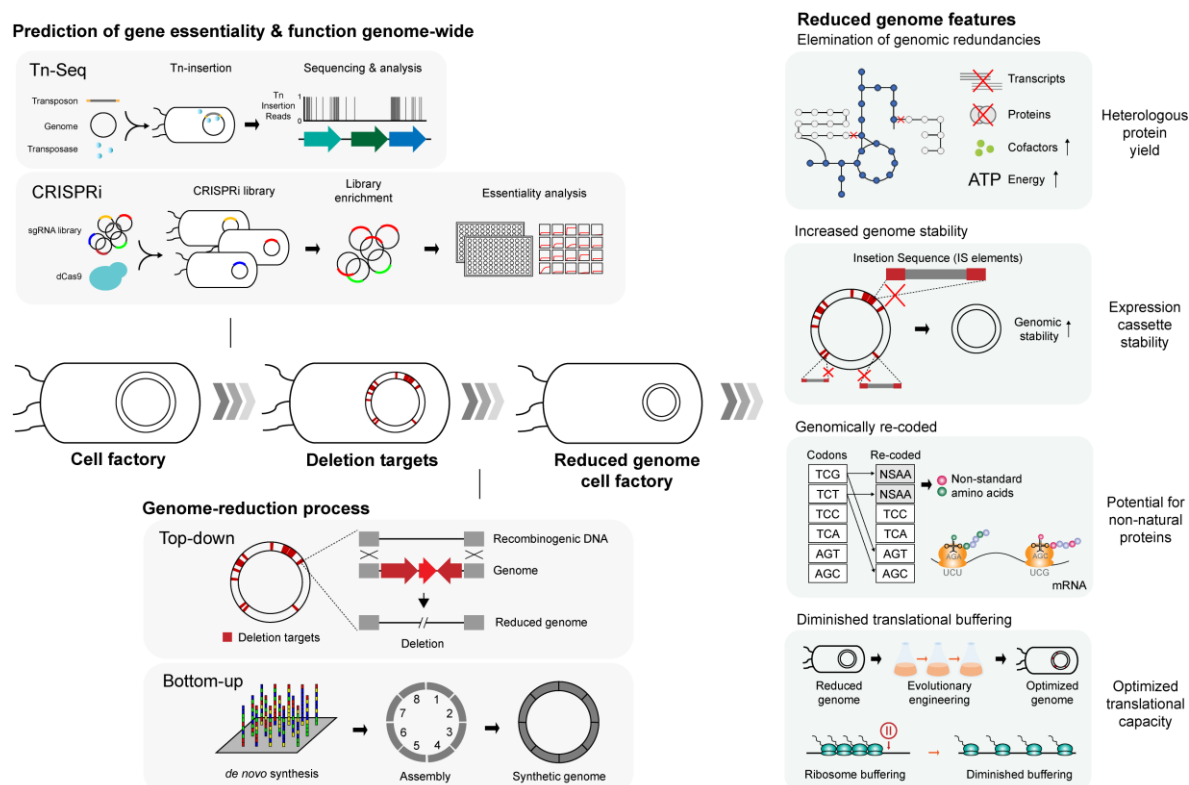 Prediction of gene essentiality & function genome-wide
Tn-Seq
Tn-insertion
Sequencing & analysis
Transposon
Genome
Transposase
Tn
Insertion
Reads
1
0
CRISPRi
CRISPRi library
Library
enrichment
Essentiality analysis
sgRNA library
dCas9
Cell factory
Deletion targets
Reduced genome
cell factory
Genome-reduction process
Top-down
Recombinogenic DNA
Genome
Reduced genome
Deletion targets
Deletion
Bottom-up
8 1
7 2
6 3
5 4
de novo synthesis
Assembly
Synthetic genome
Reduced genome features
Elemination of genomic redundancies
Transcripts
Proteins
Cofactors
ATP Energy
Heterologous
protein
yield
Increased genome stability
Insetion Sequence (IS elements)
Genomic
stability
Expression
cassette
stability
Genomically re-coded
Codons Re-coded
TCG NSAA
TCT NSAA
TCC TCC
TCA TCA
AGT AGT
AGC AGC
Non-standard
amino acids
AGA
UCU
AGC
UCG
mRNA
Potential for
non-natural
proteins
Diminished translational buffering
Reduced
genome
Evolutionary
engineering
Optimized
genome
Ribosome buffering
Diminished buffering
Optimized
translational
capacity